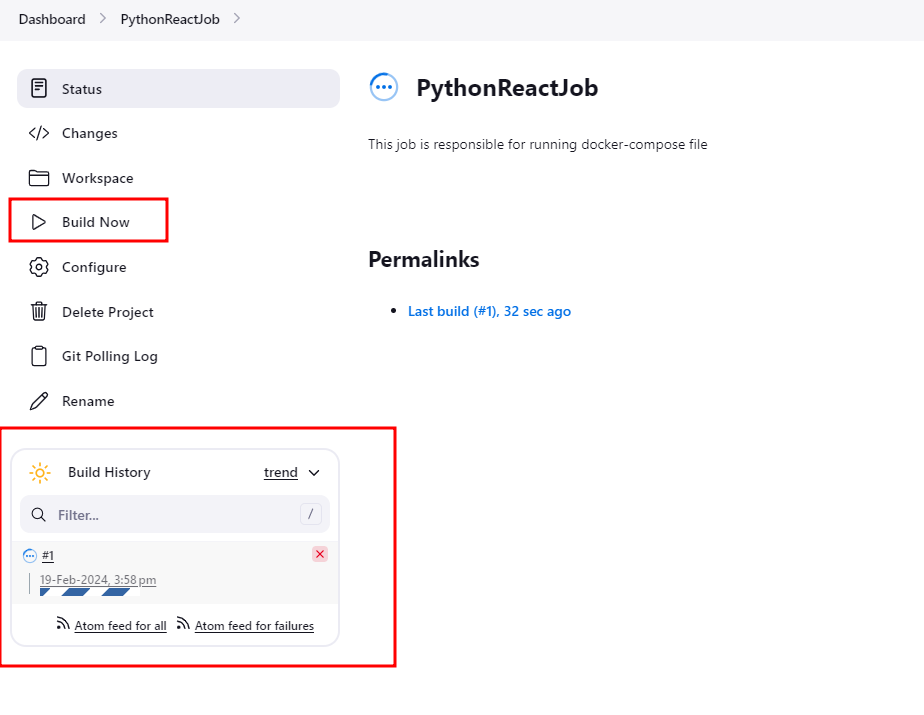 Dashboard > PythonReactJob >
Status
Changes
Workspace
Build Now
Configure
Delete Project
Git Polling Log
Rename
PythonReactJob
This job is responsible for running docker-compose file
Permalinks
• Last build (#1), 32 sec ago
Build History trend
Filter... /
#1
19-Feb-2024, 3:58 pm
Atom feed for all Atom feed for failures